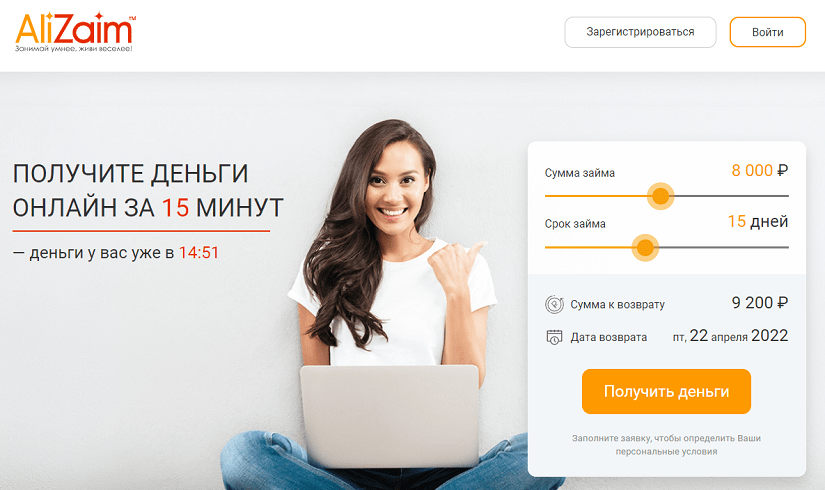 AliZaim™
Занимай умнее, живи веселее!
Зарегистрироваться
Войти
ПОЛУЧИТЕ ДЕНЬГИ
ОНЛАЙН ЗА 15 МИНУТ
— деньги у вас уже в 14:51
Сумма займа 8 000 ₽
Срок займа 15 дней
Сумма к возврату 9 200 ₽
Дата возврата пт, 22 апреля 2022
Получить деньги
Заполните заявку, чтобы определить Ваши
персональные условия